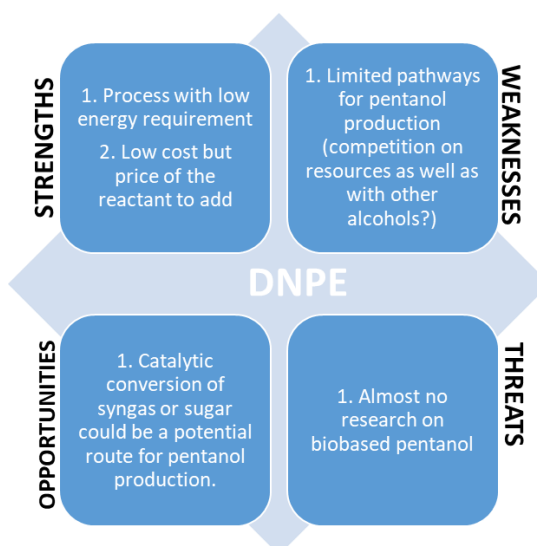 STRENGTHS
1. Process with low
energy requirement
2. Low cost but
price of the
reactant to add
WEAKNESSES
1. Limited pathways
for pentanol
production
(competition on
resources as well as
with other
alcohols?)
DNPE
OPPORTUNITIES
1. Catalytic
conversion of
syngas or sugar
could be a potential
route for pentanol
production.
THREATS
1. Almost no
research on
biobased pentanol